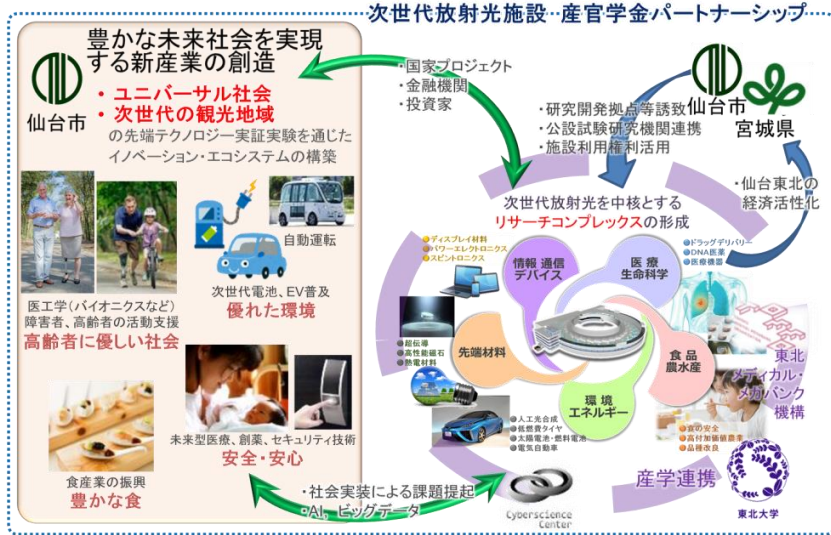 次世代放射光施設 産官学金パートナーシップ
豊かな未来社会を実現
する新産業の創造
仙台市
・ユニバーサル社会
・次世代の観光地域
の先端テクノロジー実証実験を通じた
イノベーション・エコシステムの構築
自動運転
次世代電池、EV普及
優れた環境
医工学（バイオニクスなど）
障害者、高齢者の活動支援
高齢者に優しい社会
未来型医療、創薬、セキュリティ技術
安全・安心
食産業の振興
豊かな食
・国家プロジェクト
・金融機関
・投資家
・研究開発拠点等誘致
・公設試験研究機関連携
・施設利用権利活用
仙台市
宮城県
・仙台東北の
経済活性化
次世代放射光を中核とする
リサーチコンプレックスの形成
ディスプレイ材料
パワーエレクトロニクス
スピントロニクス
情報 通信
デバイス
医 療
生命科学
ドラッグデリバリー
DNA医薬
医療機器
超伝導
高性能磁石
熱電材料
先端材料
食 品
農水産
東北
メディカル・
メガバンク
機構
環 境
エネルギー
人工光合成
低燃費タイヤ
太陽電池・燃料電池
電気自動車
食の安全
高付加価値農業
品種改良
産学連携
東北大学
・社会実装による課題提起
・AI, ビッグデータ
Cyberscience
Center